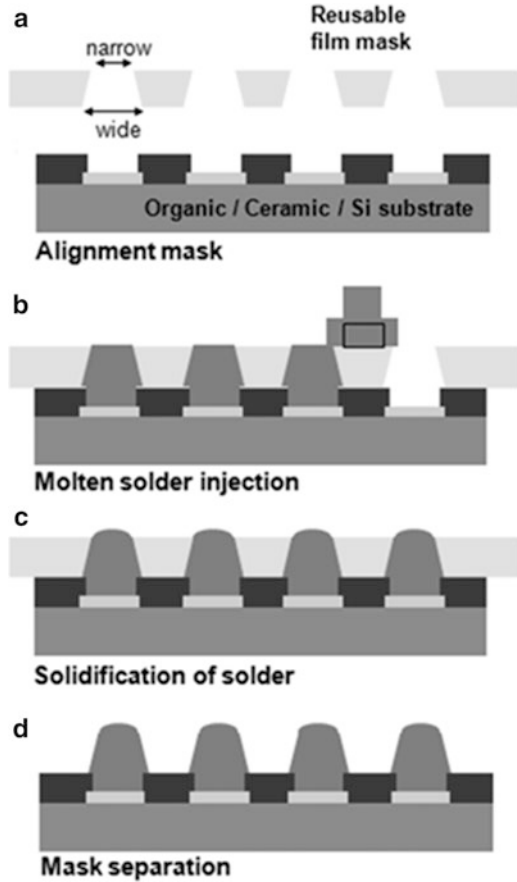 a
Reusable
film mask
narrow
wide
Organic / Ceramic / Si substrate
Alignment mask
b
Molten solder injection
c
Solidification of solder
d
Mask separation